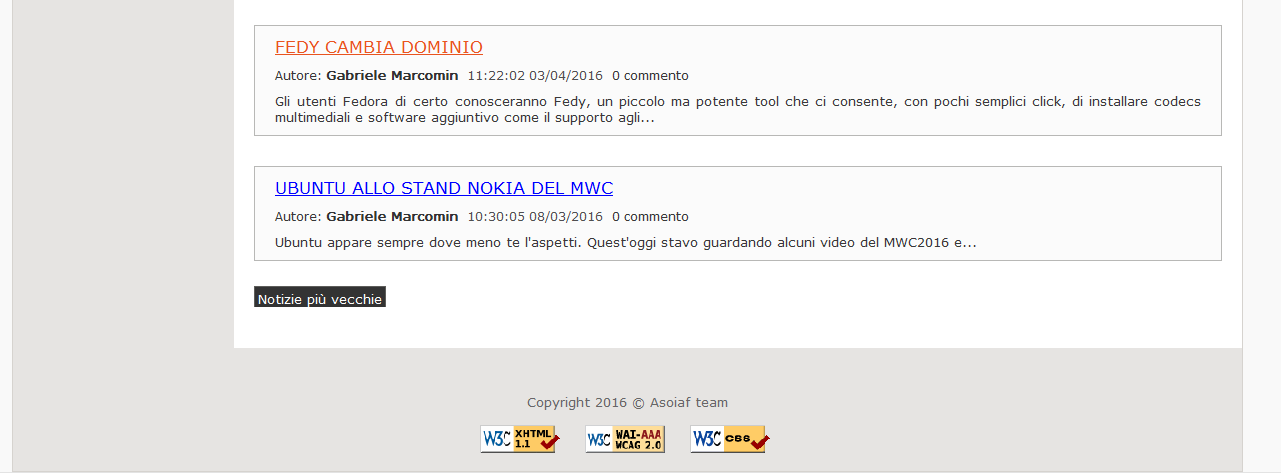 FEDY CAMBIA DOMINIO
Autore: Gabriele Marcomin 11:22:02 03/04/2016 0 commento
Gli utenti Fedora di certo conosceranno Fedy, un piccolo ma potente tool che ci consente, con pochi semplici click, di installare codecs
multimediali e software aggiuntivo come il supporto agli...
UBUNTU ALLO STAND NOKIA DEL MWC
Autore: Gabriele Marcomin 10:30:05 08/03/2016 0 commento
Ubuntu appare sempre dove meno te l'aspetti. Quest'oggi stavo guardando alcuni video del MWC2016 e...
Notizie più vecchie
Copyright 2016 © Asoiaf team
W3C XHTML 1.1
W3C WAI-AAA WCAG 2.0
W3C css